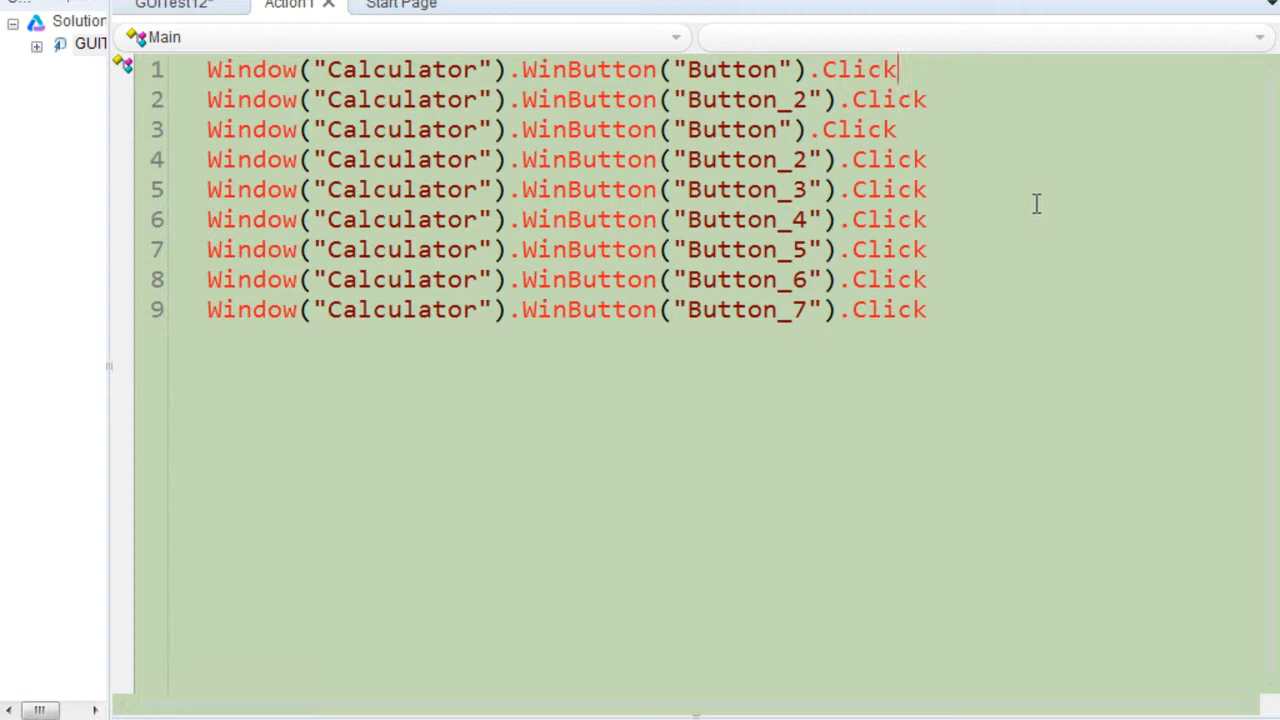 GUITest12*
Action1
Start Page
Solution
GUIT
Main
1 Window("Calculator").WinButton("Button").Click
2 Window("Calculator").WinButton("Button_2").Click
3 Window("Calculator").WinButton("Button").Click
4 Window("Calculator").WinButton("Button_2").Click
5 Window("Calculator").WinButton("Button_3").Click
6 Window("Calculator").WinButton("Button_4").Click
7 Window("Calculator").WinButton("Button_5").Click
8 Window("Calculator").WinButton("Button_6").Click
9 Window("Calculator").WinButton("Button_7").Click